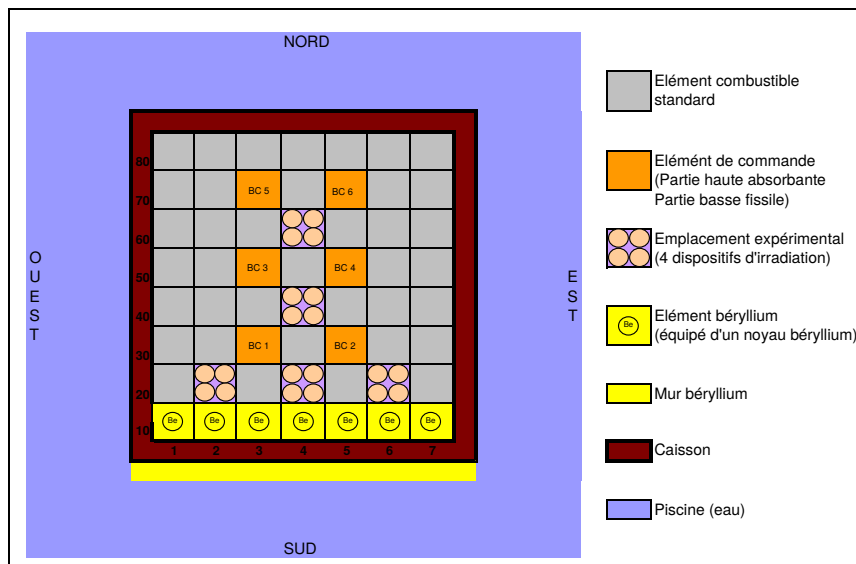 NORD
80
BC 5
BC 6
70
60
BC 3
BC 4
50
40
BC 1
BC 2
30
20
Be
Be
Be
Be
Be
Be
Be
10
1
2
3
4
5
6
7
SUD
O
U
E
S
T
E
S
T
Elément combustible
standard
Elémént de commande
(Partie haute absorbante
Partie basse fissile)
Emplacement expérimental
(4 dispositifs d'irradiation)
Be
Elément béryllium
(équipé d'un noyau béryllium)
Mur béryllium
Caisson
Piscine (eau)